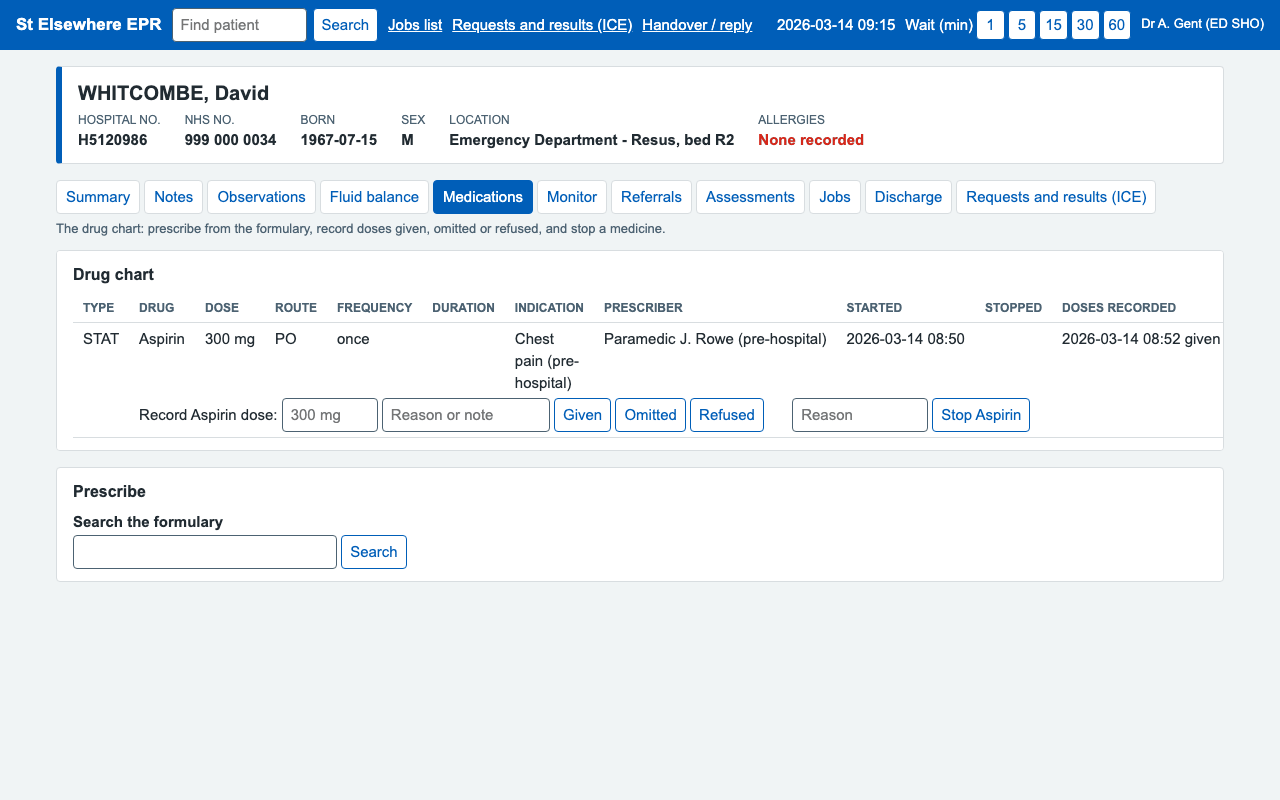 St Elsewhere EPR Find patient Search Jobs list Requests and results (ICE) Handover / reply 2026-03-14 09:15 Wait (min) 1 5 15 30 60 Dr A. Gent (ED SHO)
WHITCOMBE, David
HOSPITAL NO. NHS NO. BORN SEX LOCATION ALLERGIES
H5120986 999 000 0034 1967-07-15 M Emergency Department - Resus, bed R2 None recorded
Summary Notes Observations Fluid balance Medications Monitor Referrals Assessments Jobs Discharge Requests and results (ICE)
The drug chart: prescribe from the formulary, record doses given, omitted or refused, and stop a medicine.
Drug chart
TYPE DRUG DOSE ROUTE FREQUENCY DURATION INDICATION PRESCRIBER STARTED STOPPED DOSES RECORDED
STAT Aspirin 300 mg PO once Chest Paramedic J. Rowe (pre-hospital) 2026-03-14 08:50 2026-03-14 08:52 given
pain (pre-
hospital)
Record Aspirin dose: 300 mg Reason or note Given Omitted Refused Reason Stop Aspirin
Prescribe
Search the formulary
Search